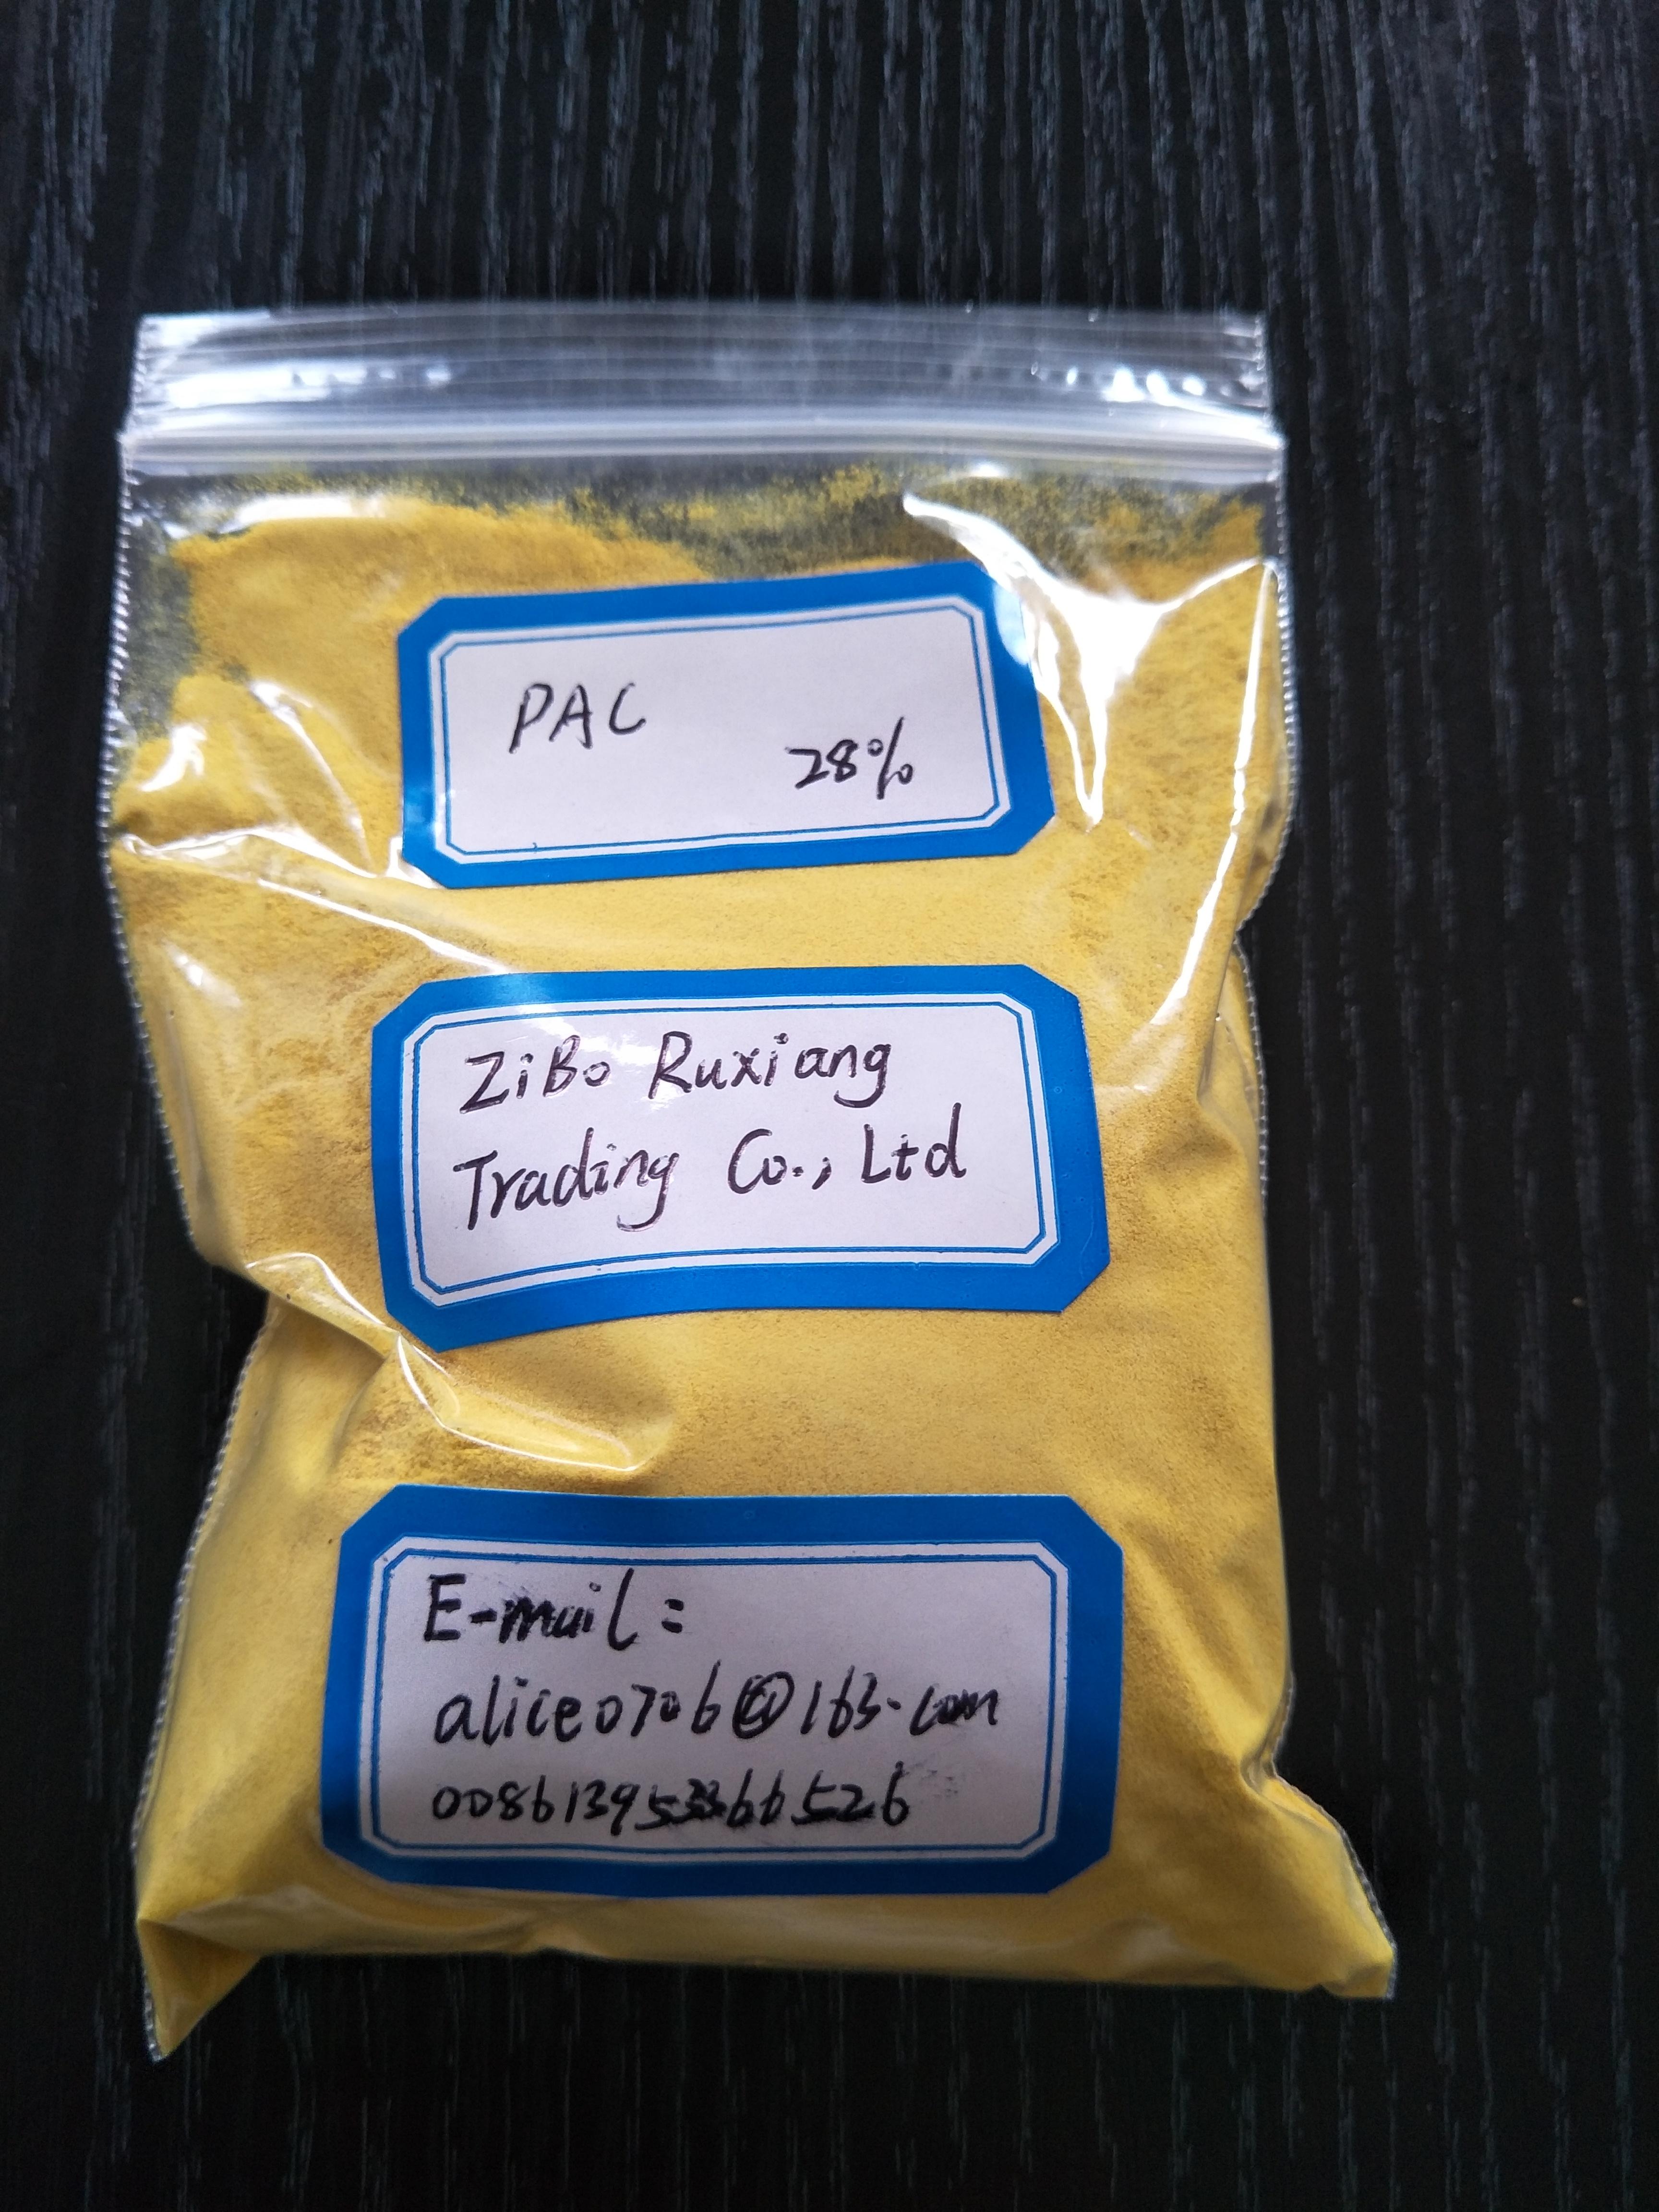 PAC
28%
ZiBo Ruxiang
Trading Co., Ltd
E-mail:
alice0706@163.com